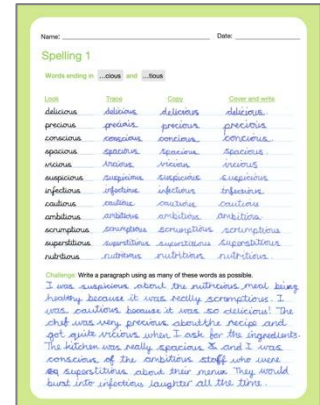 Name: Date:
Spelling 1
Words ending in ...cious and ...tious
Look Trace Copy Cover and write
delicious delicious delicious delicious
precious precious precious precious
conscious conscious concious concious
spacious spacious spacious spacious
vicious vicious vicious vicious
suspicious suspicious suspicious suspicious
infectious infectious infectious infectious
cautious cautious cautious cautious
ambitious ambitious ambitious ambitious
scrumptious scrumptious scrumptious scrumptious
superstitious superstitious superstitious superstitious
nutritious nutritious nutrition nutritious
Challenge: Write a paragraph using as many of these words as possible.
I was suspicious about the nutricious meal being
healthy because it was really scromptious. I
was cautious because it was so delicious! The
chef was very precious about the recipe and
got quite vicious when I ask for the ingredients.
The kitchen was really spacious and I was
conscious of the ambitious staff who were
superstitious about their menu. They would
burst into infectious laughter all the time.